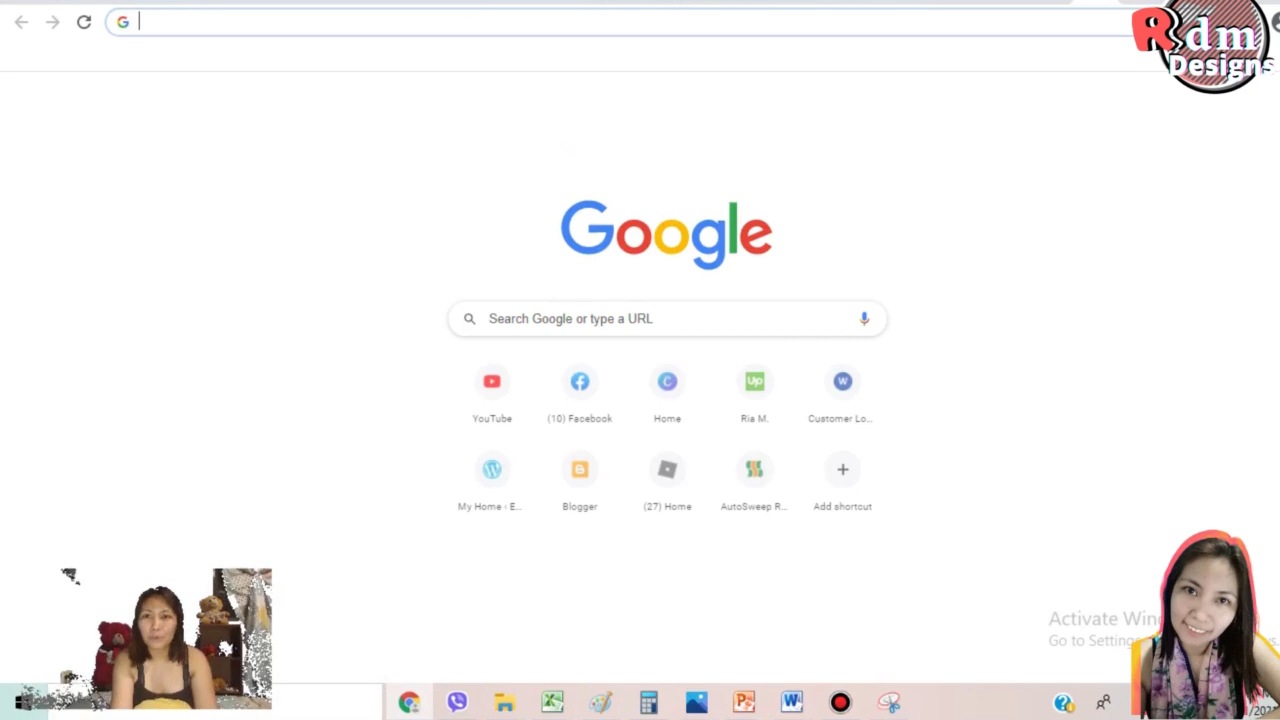 Rdm
Designs
Google
Search Google or type a URL
YouTube
(10) Facebook
Home
Ria M.
Customer Lo...
My Home ‹ E...
Blogger
(27) Home
AutoSweep R...
Add shortcut
Activate Win
Go to Setting